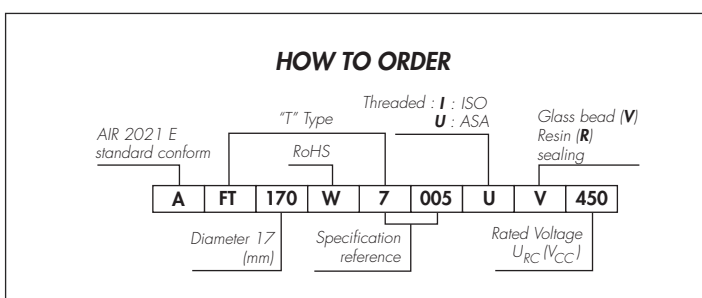 HOW TO ORDER
AIR 2021 E
standard conform
"T" Type
RoHS
Threaded : I : ISO
U : ASA
Glass bead (V)
Resin (R)
sealing
A FT 170 W 7 005 U V 450
Diameter 17
(mm)
Specification
reference
Rated Voltage
URC (VCC)